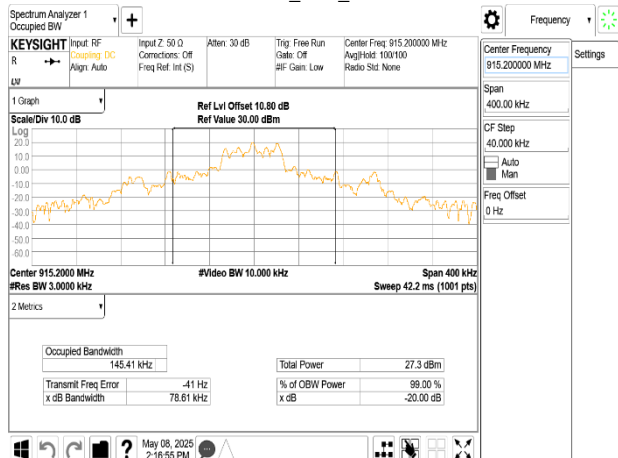 Spectrum Analyzer 1
Occupied BW
Frequency
KEYSIGHT
R
LXI
Input: RF
Coupling: DC
Align: Auto
Input Z: 50 Ω
Corrections: Off
Freq Ref: Int (S)
Atten: 30 dB
Trig: Free Run
Gate: Off
#IF Gain: Low
Center Freq: 915.200000 MHz
Avg|Hold: 100/100
Radio Std: None
Center Frequency
915.200000 MHz
Settings
Span
400.00 kHz
CF Step
40.000 kHz
Auto
Man
Freq Offset
0 Hz
1 Graph
Scale/Div 10.0 dB
Ref Lvl Offset 10.80 dB
Ref Value 30.00 dBm
Log
20.0
10.0
0.00
-10.0
-20.0
-30.0
-40.0
-50.0
-60.0
Center 915.2000 MHz
#Video BW 10.000 kHz
Span 400 kHz
#Res BW 3.0000 kHz
Sweep 42.2 ms (1001 pts)
2 Metrics
Occupied Bandwidth
145.41 kHz
Total Power 27.3 dBm
Transmit Freq Error -41 Hz
% of OBW Power 99.00 %
x dB Bandwidth 78.61 kHz
x dB -20.00 dB
?
May 08, 2025
2:16:55 PM